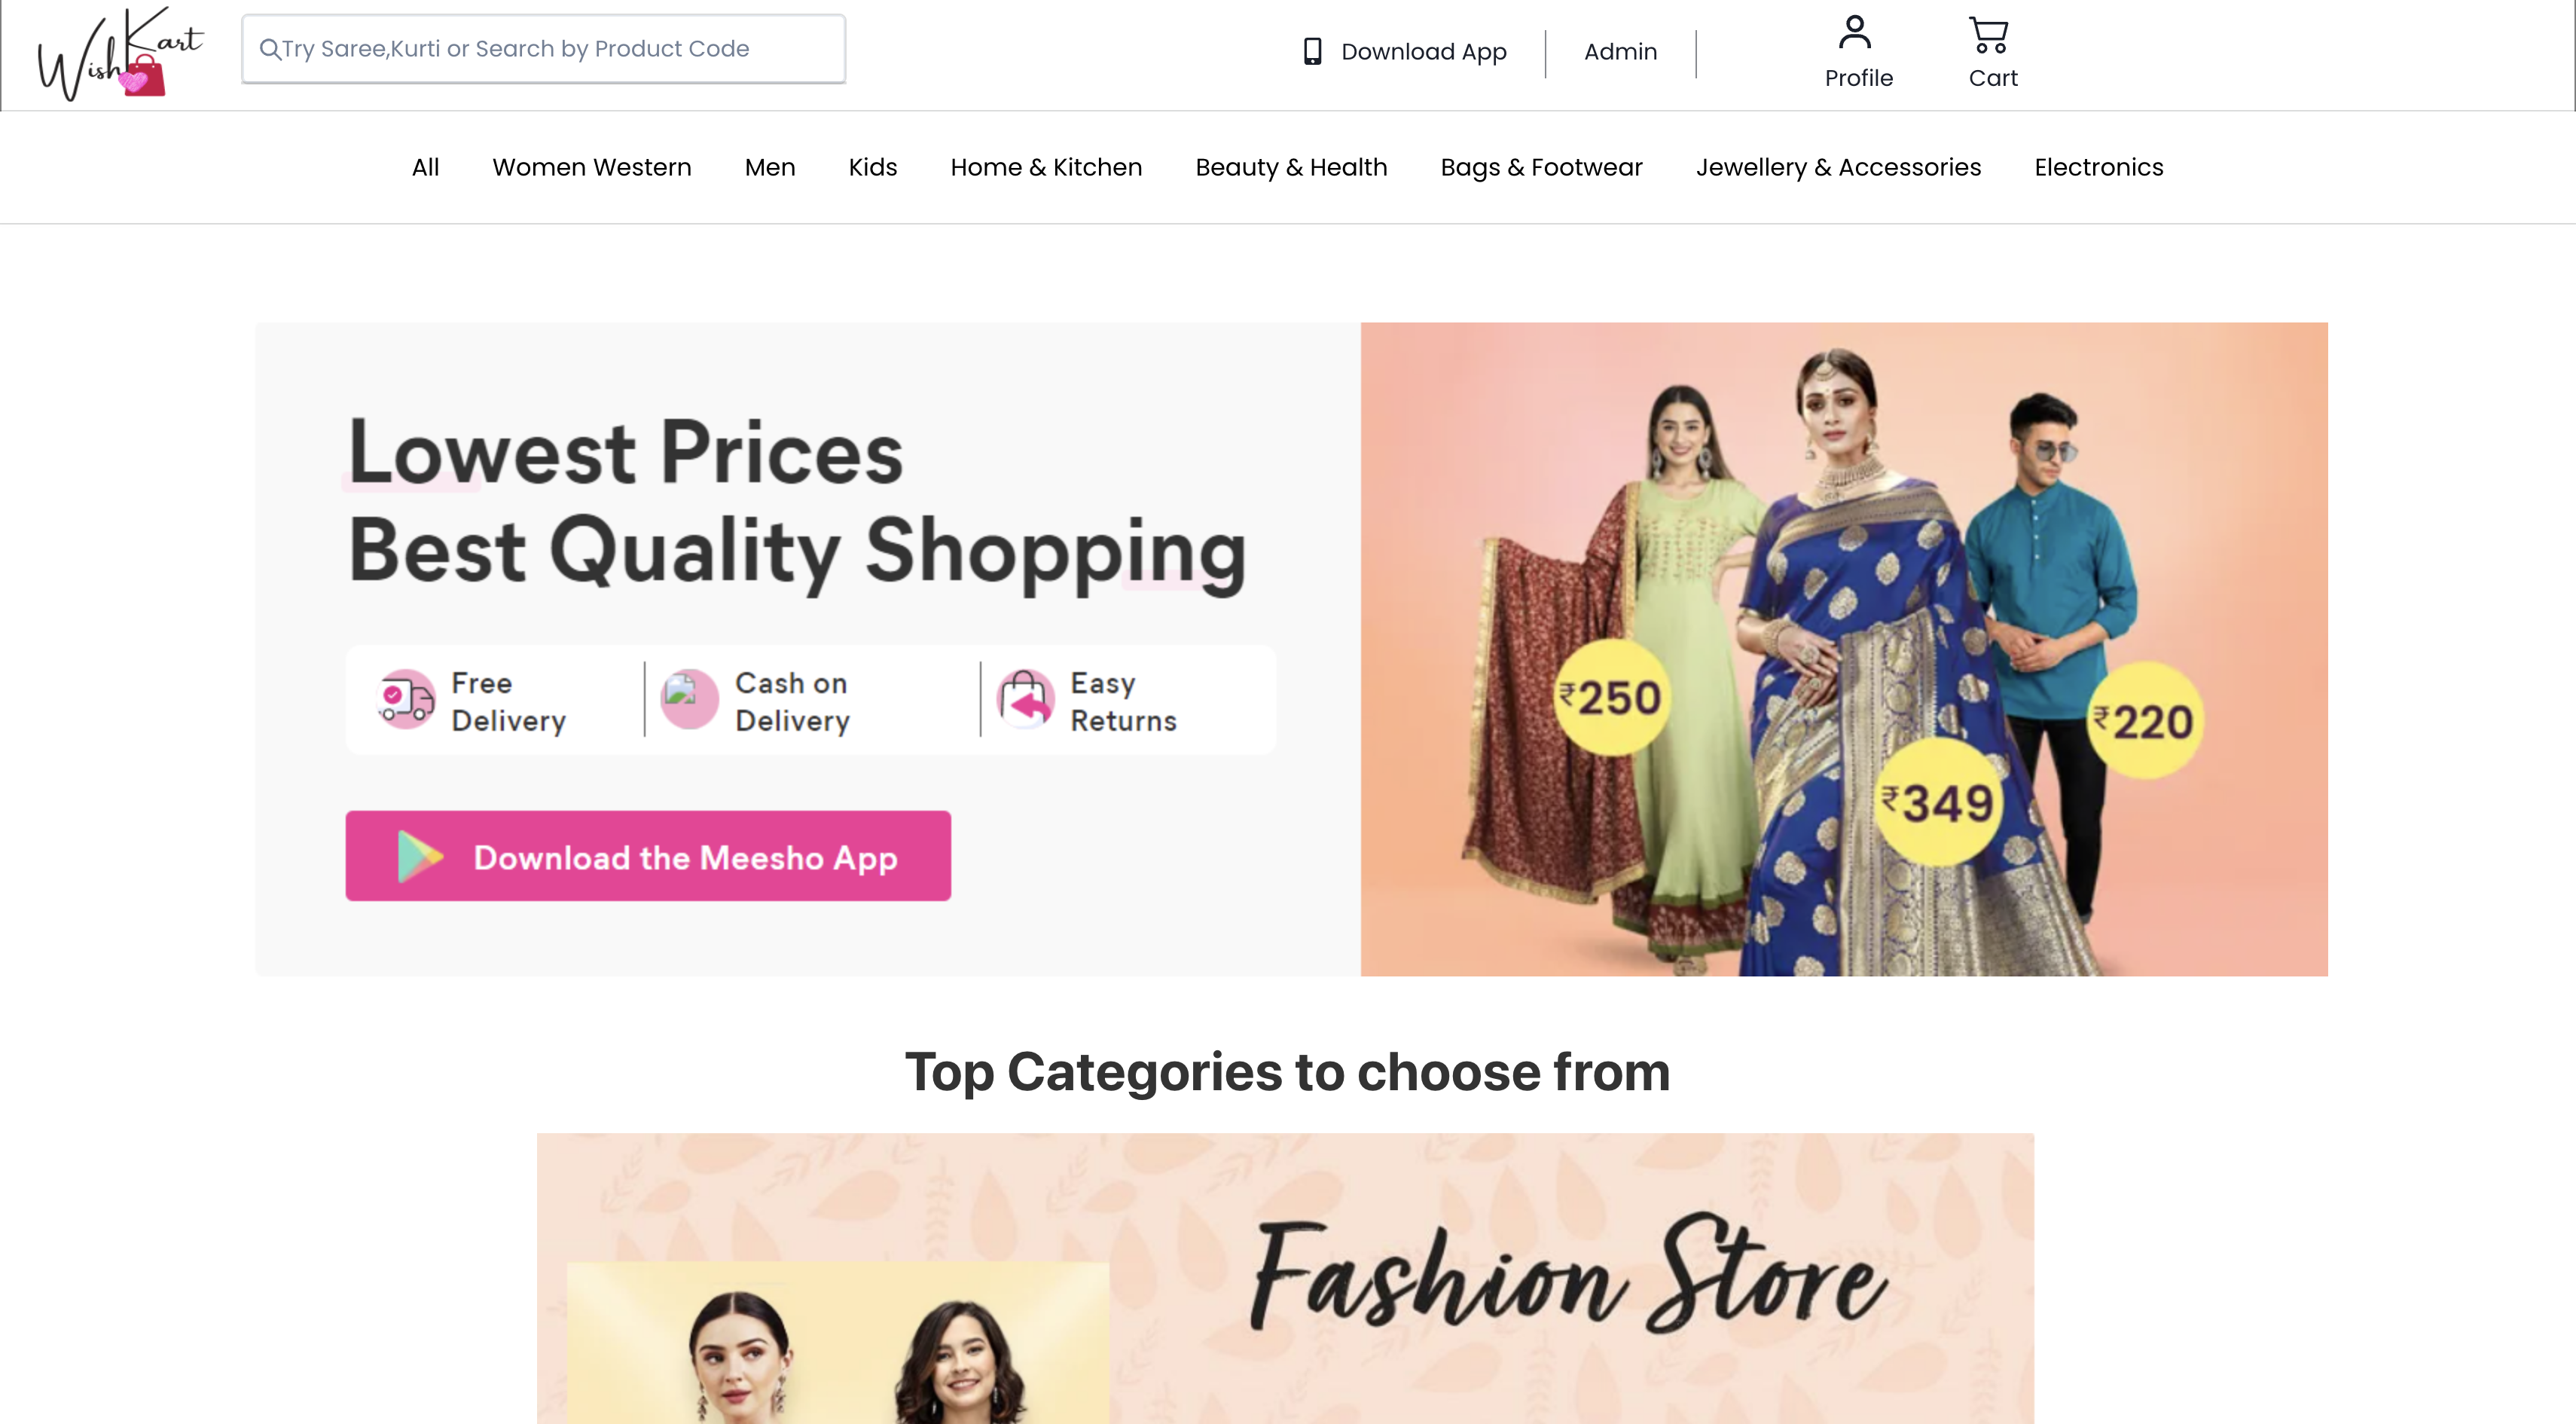 Wish Kart
Try Saree,Kurti or Search by Product Code
Download App
Admin
Profile
Cart
All
Women Western
Men
Kids
Home & Kitchen
Beauty & Health
Bags & Footwear
Jewellery & Accessories
Electronics
Lowest Prices
Best Quality Shopping
Free
Delivery
Cash on
Delivery
Easy
Returns
Download the Meesho App
₹250
₹349
₹220
Top Categories to choose from
Fashion Store